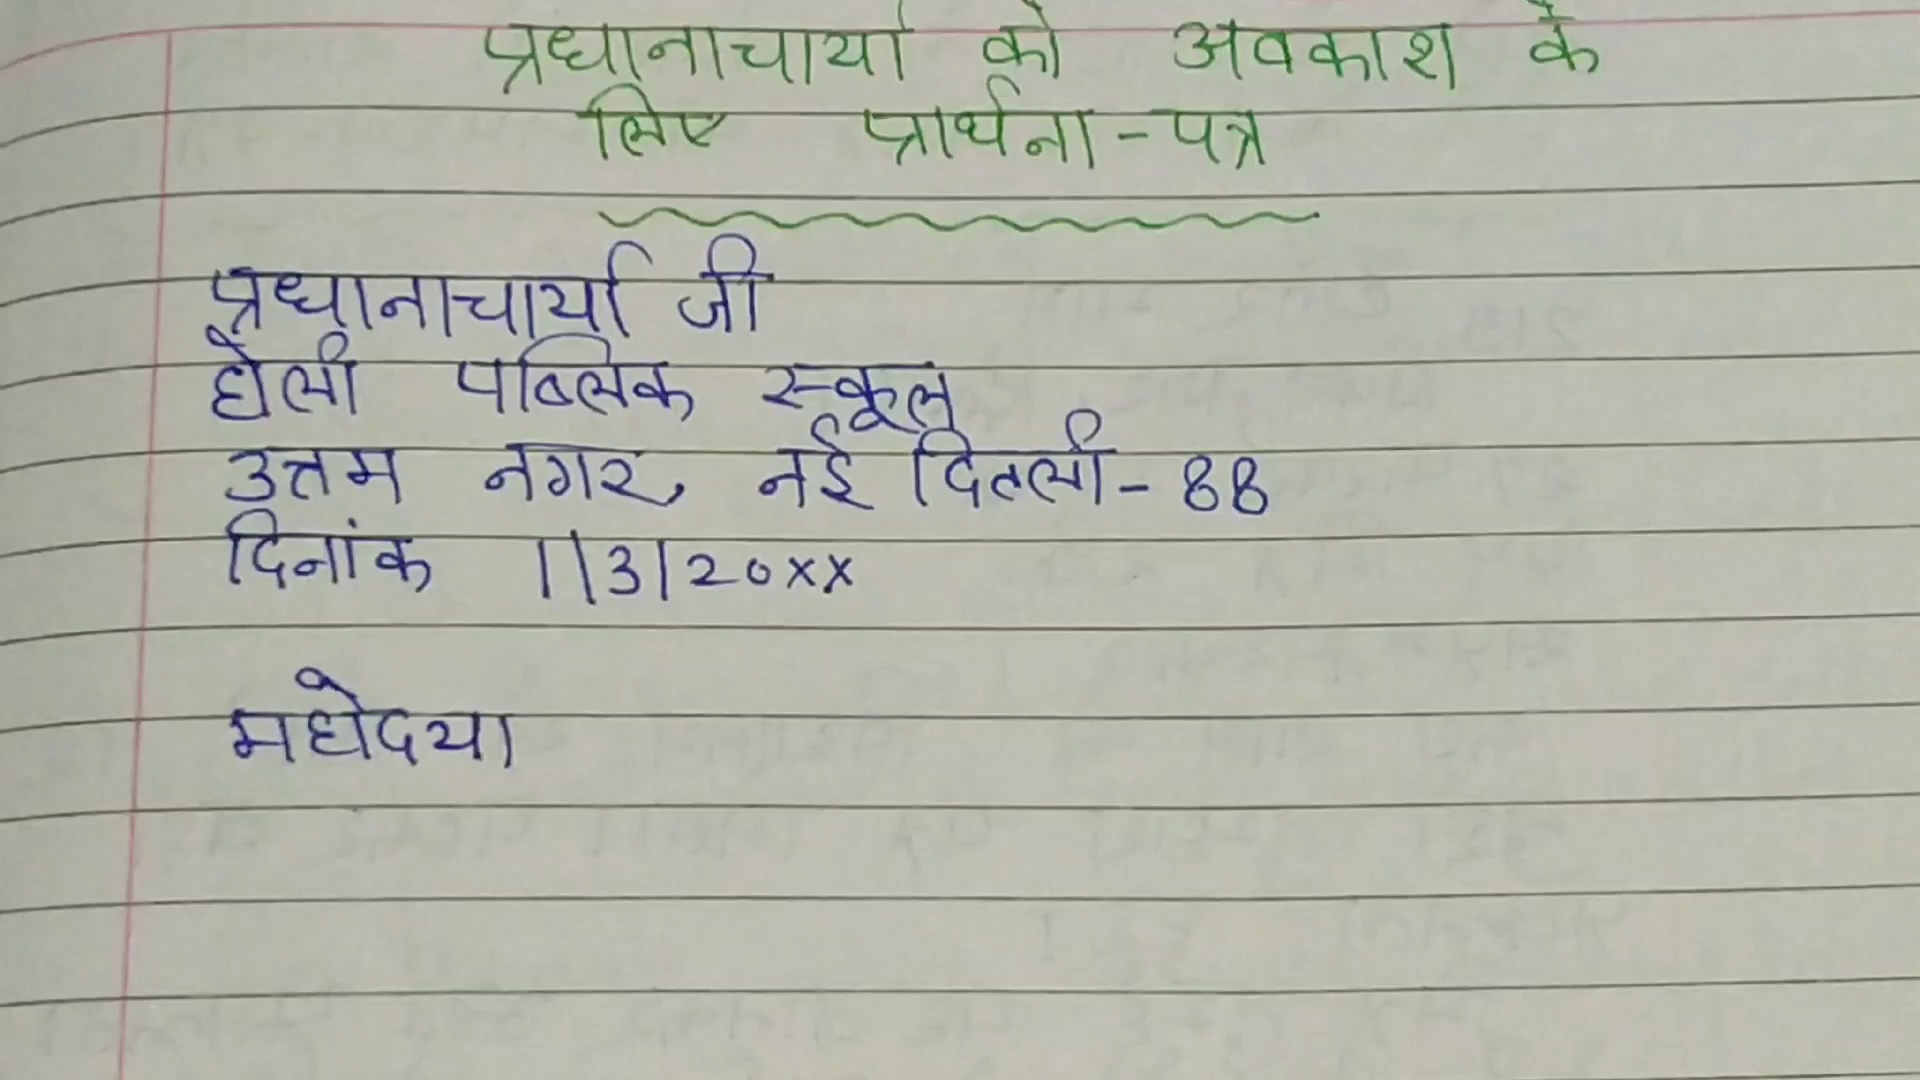 प्रधानाचार्या को अवकाश के
लिए प्रार्थना-पत्र
प्रधानाचार्या जी
होली पब्लिक स्कूल
उत्तम नगर, नई दिल्ली- 88
दिनांक 1|3|20xx
महोदया